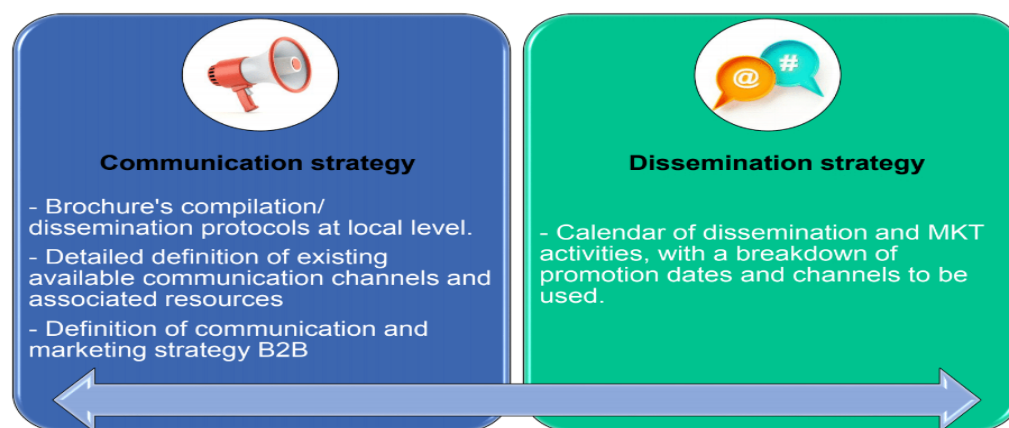 Communication strategy
- Brochure's compilation/
dissemination protocols at local level.
- Detailed definition of existing
available communication channels and
associated resources
- Definition of communication and
marketing strategy B2B
@ #
Dissemination strategy
- Calendar of dissemination and MKT
activities, with a breakdown of
promotion dates and channels to be
used.